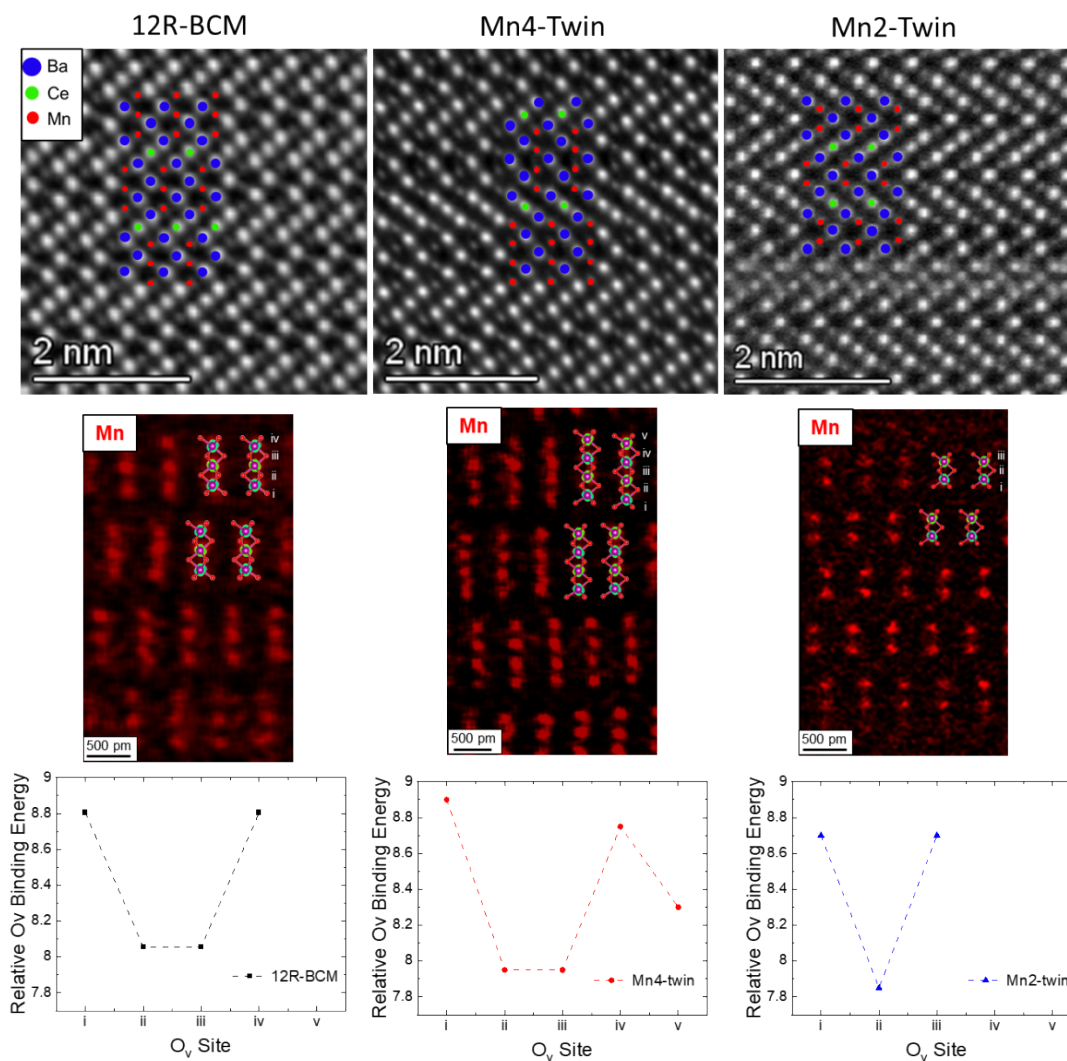 12R-BCM
Mn4-Twin
Mn2-Twin
Ba
Ce
Mn
2 nm
2 nm
2 nm
Mn
iv
iii
ii
i
500 pm
Mn
v
iv
iii
ii
i
500 pm
Mn
iii
ii
i
500 pm
Relative Ov Binding Energy
9
8.8
8.6
8.4
8.2
8
7.8
i ii iii iv v
O_v Site
12R-BCM
Relative Ov Binding Energy
9
8.8
8.6
8.4
8.2
8
7.8
i ii iii iv v
O_v Site
Mn4-twin
Relative Ov Binding Energy
9
8.8
8.6
8.4
8.2
8
7.8
i ii iii iv v
O_v Site
Mn2-twin